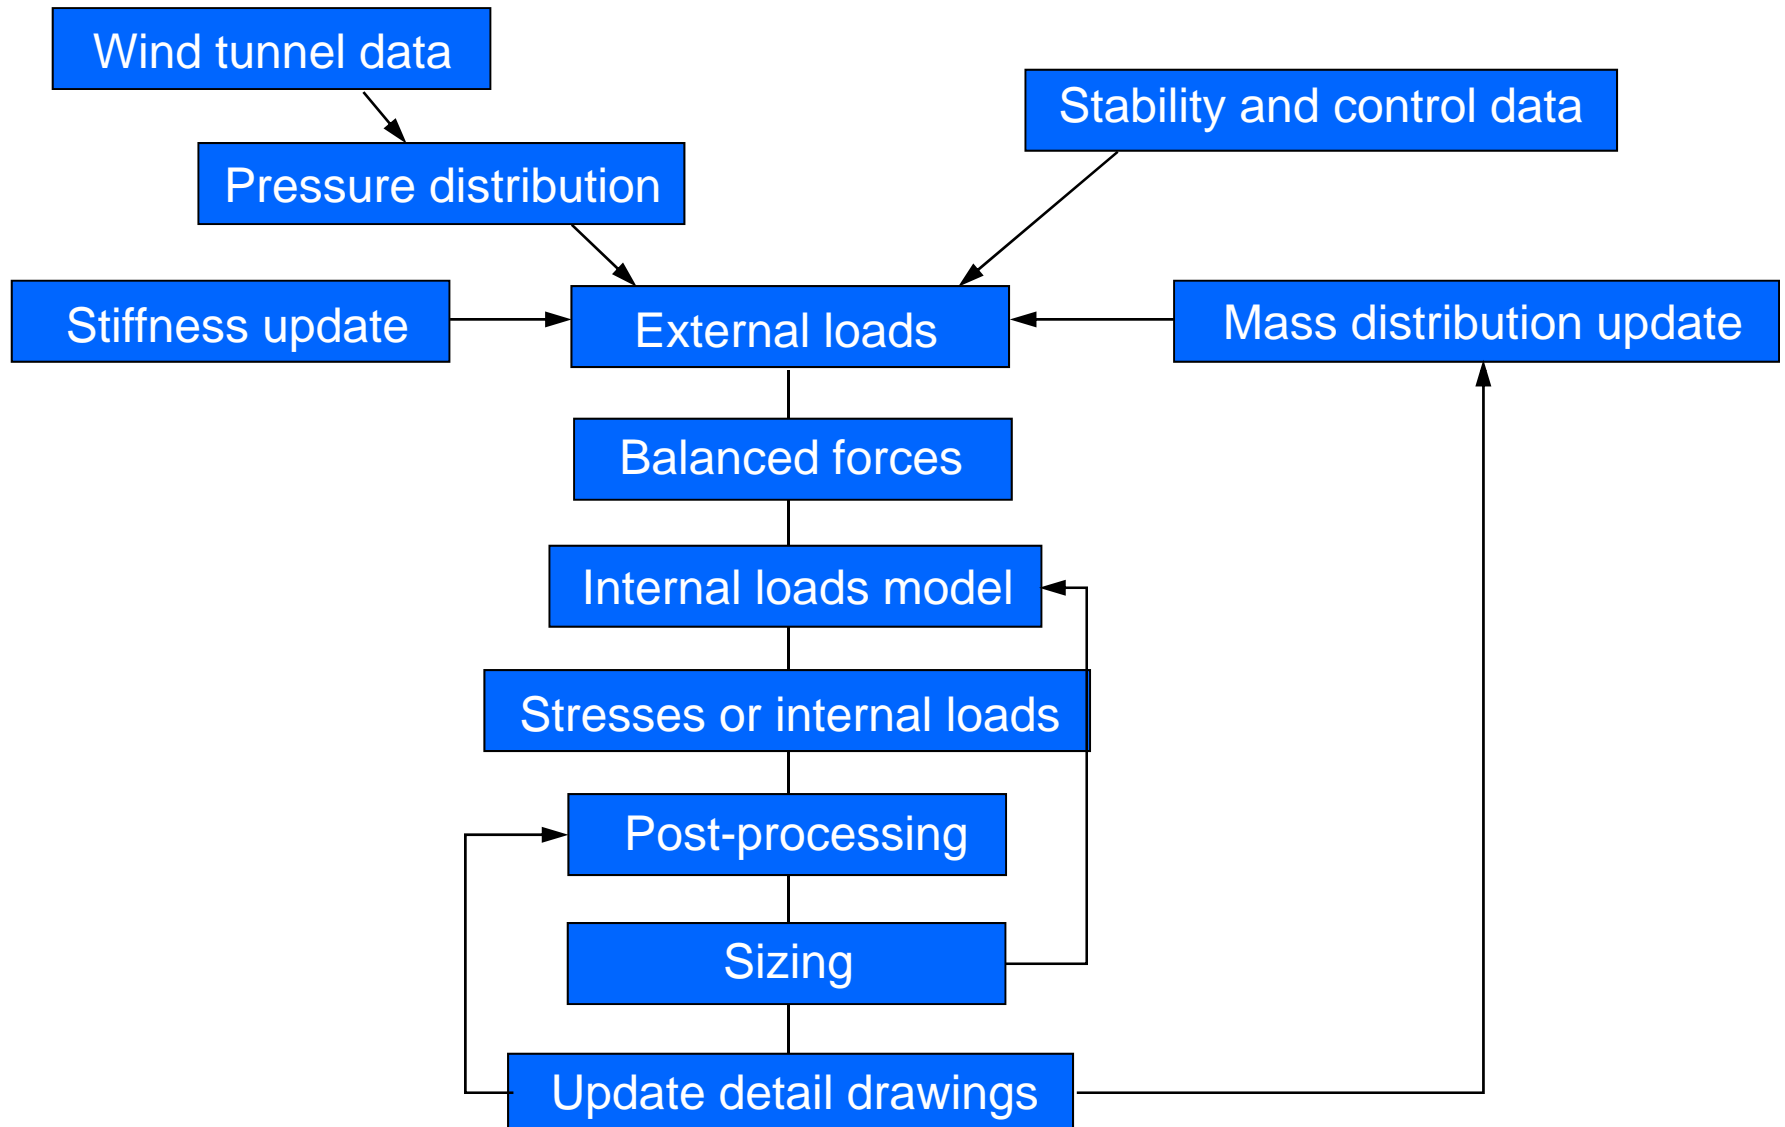 Wind tunnel data
Stability and control data
Pressure distribution
Stiffness update
External loads
Mass distribution update
Balanced forces
Internal loads model
Stresses or internal loads
Post-processing
Sizing
Update detail drawings